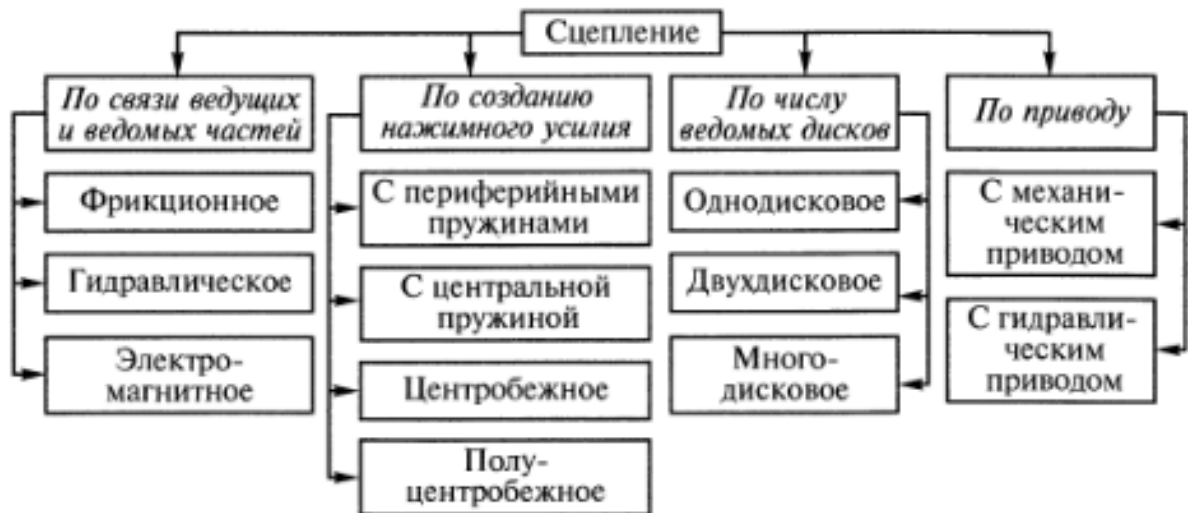 Сцепление
По связи ведущих
и ведомых частей
Фрикционное
Гидравлическое
Электро-
магнитное
По созданию
нажимного усилия
С периферийными
пружинами
С центральной
пружиной
Центробежное
Полу-
центробежное
По числу
ведомых дисков
Однодисковое
Двухдисковое
Много-
дисковое
По приводу
С механи-
ческим
приводом
С гидравли-
ческим
приводом